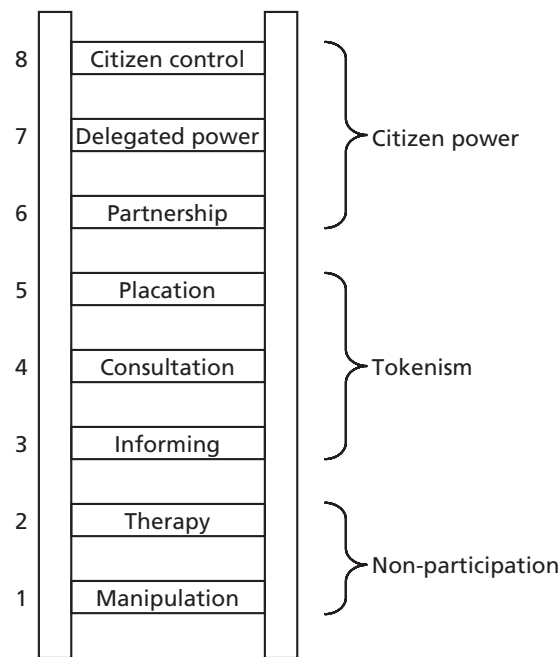 8 Citizen control
7 Delegated power
Citizen power
6 Partnership
5 Placation
4 Consultation
Tokenism
3 Informing
2 Therapy
Non-participation
1 Manipulation